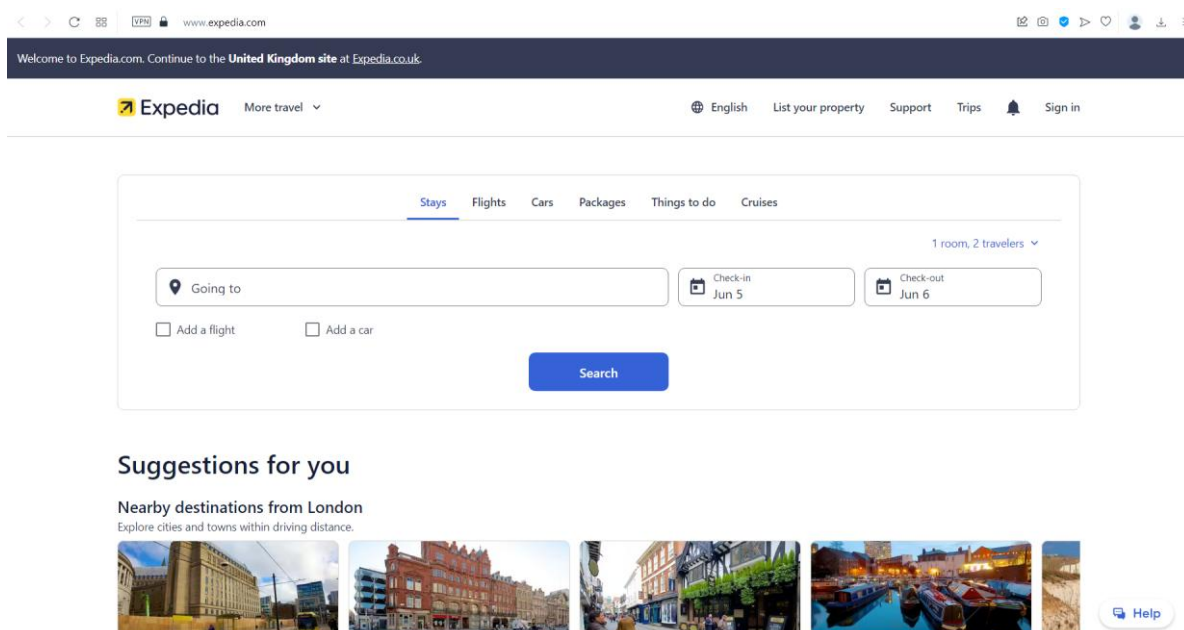 VPN www.expedia.com
Welcome to Expedia.com. Continue to the United Kingdom site at Expedia.co.uk.
Expedia More travel English List your property Support Trips Sign in
Stays Flights Cars Packages Things to do Cruises
1 room, 2 travelers
Going to
Check-in
Jun 5
Check-out
Jun 6
Add a flight Add a car
Search
Suggestions for you
Nearby destinations from London
Explore cities and towns within driving distance.
Help